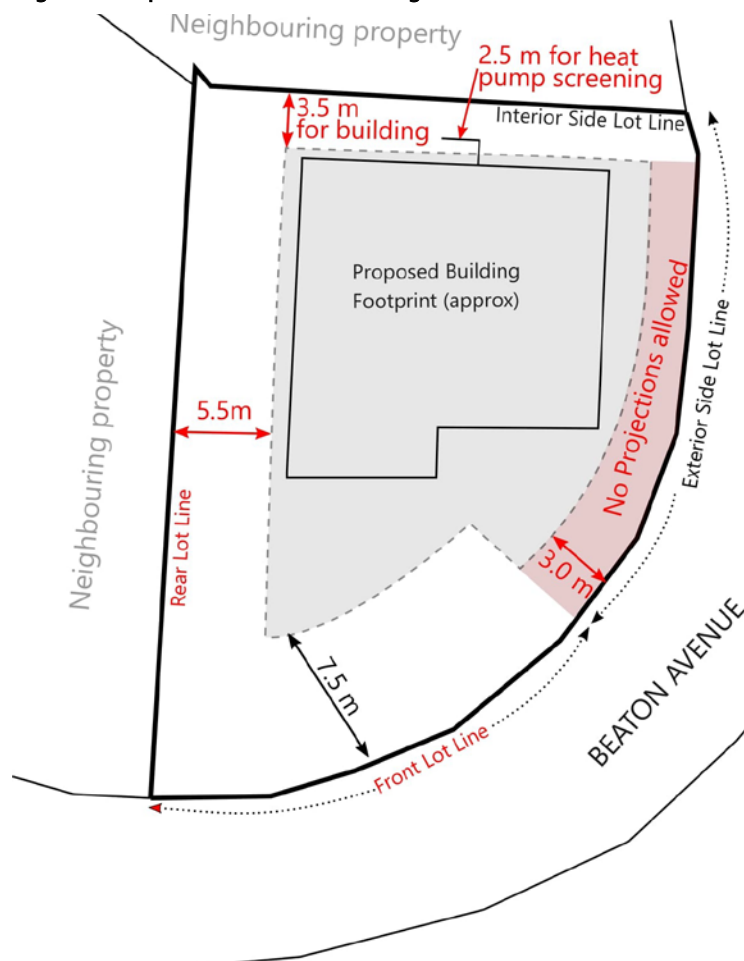 Neighbouring property
2.5 m for heat
pump screening
3.5 m
for building
Interior Side Lot Line
Proposed Building
Footprint (approx)
No Projections allowed
Exterior Side Lot Line
Neighbouring property
5.5m
Rear Lot Line
3.0 m
7.5 m
BEATON AVENUE
Front Lot Line